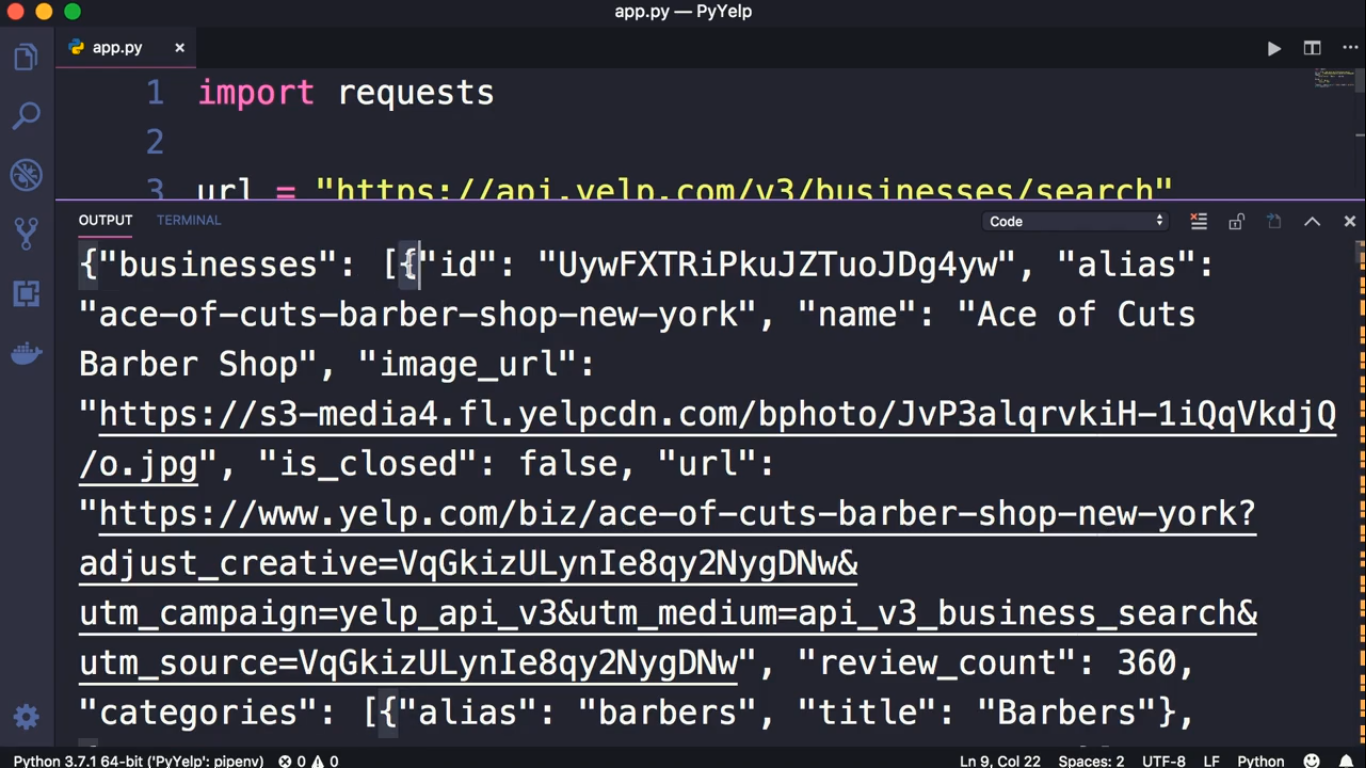 app.py — PyYelp
app.py ×
1 import requests
2
3 url = "https://api.yelp.com/v3/businesses/search"
OUTPUT TERMINAL Code
{"businesses": [{"id": "UywFXTRiPkuJZTuoJDg4yw", "alias":
"ace-of-cuts-barber-shop-new-york", "name": "Ace of Cuts
Barber Shop", "image_url":
"https://s3-media4.fl.yelpcdn.com/bphoto/JvP3alqrvkiH-1iQqVkdjQ
/o.jpg", "is_closed": false, "url":
"https://www.yelp.com/biz/ace-of-cuts-barber-shop-new-york?
adjust_creative=VqGkizULynIe8qy2NygDNw&
utm_campaign=yelp_api_v3&utm_medium=api_v3_business_search&
utm_source=VqGkizULynIe8qy2NygDNw", "review_count": 360,
"categories": [{"alias": "barbers", "title": "Barbers"},
Python 3.7.1 64-bit ('PyYelp': pipenv) 0 0 Ln 9, Col 22 Spaces: 2 UTF-8 LF Python